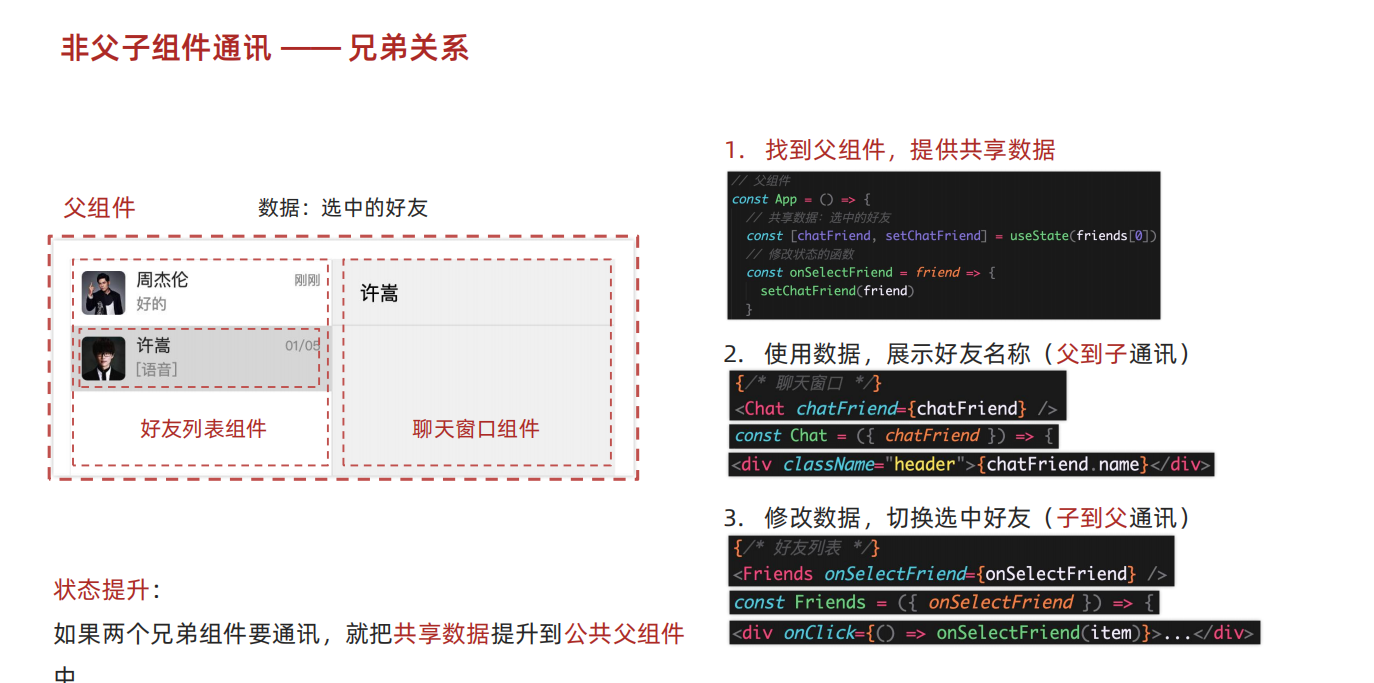 非父子组件通讯 —— 兄弟关系
父组件
数据：选中的好友
周杰伦
刚刚
好的
许嵩
01/05
[语音]
好友列表组件
许嵩
聊天窗口组件
状态提升：
如果两个兄弟组件要通讯，就把共享数据提升到公共父组件
中
1. 找到父组件，提供共享数据
// 父组件
const App = () => {
// 共享数据：选中的好友
const [chatFriend, setChatFriend] = useState(friends[0])
// 修改状态的函数
const onSelectFriend = friend => {
setChatFriend(friend)
}
2. 使用数据，展示好友名称（父到子通讯）
{/* 聊天窗口 */}
<Chat chatFriend={chatFriend} />
const Chat = ({ chatFriend }) => {
<div className="header">{chatFriend.name}</div>
3. 修改数据，切换选中好友（子到父通讯）
{/* 好友列表 */}
<Friends onSelectFriend={onSelectFriend} />
const Friends = ({ onSelectFriend }) => {
<div onClick={() => onSelectFriend(item)}>...</div>